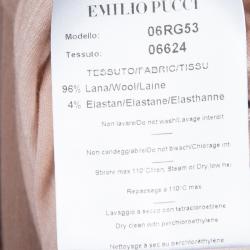 EMILIO PUCCI
Modello: 06RG53
Tessuto: 06624
TESSUTO/FABRIC/TISSU
96% Lana/Wool/Laine
4% Elastan/Elastane/Elasthanne
Non lavare/Do not wash/Lavage interdit
Non candeggiare/Do not bleach/Chlorage int
Stirare max 110°C/Iron, Steam or Dry low hea
Repassage a 110°C max
Lavaggio a secco con tetracloroetilene
Dry clean with perchloroethylene
Nettoyage a sec au perchloroethylene